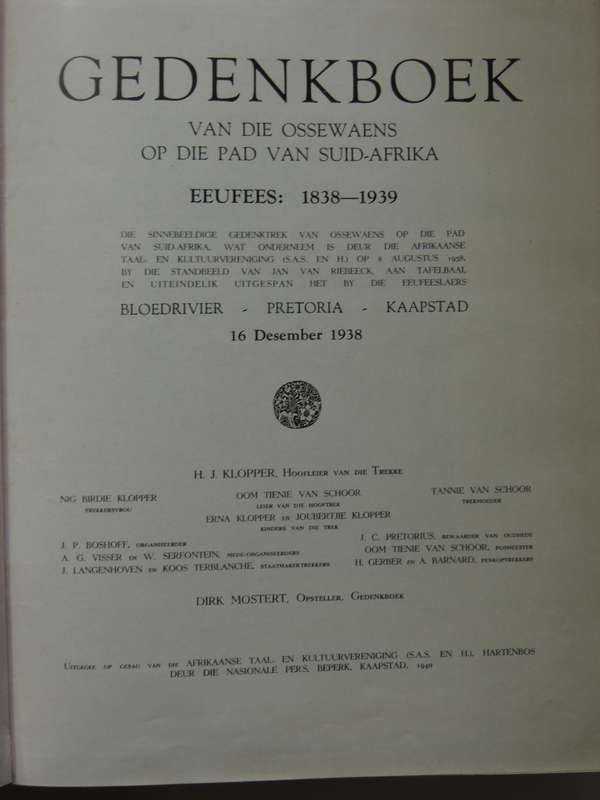 GEDENKBOEK
VAN DIE OSSEWAENS
OP DIE PAD VAN SUID-AFRIKA
EEUFEES: 1838—1939
DIE SINNEBEELDIGE GEDENKTREK VAN OSSEWAENS OP DIE PAD
VAN SUID-AFRIKA, WAT ONDERNEEM IS DEUR DIE AFRIKAANSE
TAAL- EN KULTUURVERENIGING (S.A.S. EN H.) OP 8 AUGUSTUS 1938,
BY DIE STANDBEELD VAN JAN VAN RIEBEECK, AAN TAFELBAAI
EN UITEINDELIK UITGESPAN HET BY DIE EEUFEESLAERS
BLOEDRIVIER - PRETORIA - KAAPSTAD
16 Desember 1938
H. J. KLOPPER, HOOFLEIER VAN DIE TREKKE
NIG BIRDIE KLOPPER
TREKKERSVROU
OOM TIENIE VAN SCHOOR
LEIER VAN DIE HOOFTREK
TANNIE VAN SCHOOR
TREKMOEDER
ERNA KLOPPER EN JOUBERTJIE KLOPPER
KINDERS VAN DIE TREK
J. P. BOSHOFF, ORGANISEERDER
A. G. VISSER EN W. SERFONTEIN, MEDE-ORGANISEERDERS
J. LANGENHOVEN EN KOOS TERBLANCHE, STAATMAKERTREKKERS
J. C. PRETORIUS, BEWAARDER VAN OUDHEDE
OOM TIENIE VAN SCHOOR, POSMEESTER
H. GERBER EN A. BARNARD, PENKOPTREKKERS
DIRK MOSTERT, OPSTELLER, GEDENKBOEK
UITGEGEE OP GESAG VAN DIE AFRIKAANSE TAAL- EN KULTUURVERENIGING (S.A.S. EN H.), HARTENBOS
DEUR DIE NASIONALE PERS, BEPERK, KAAPSTAD, 1940